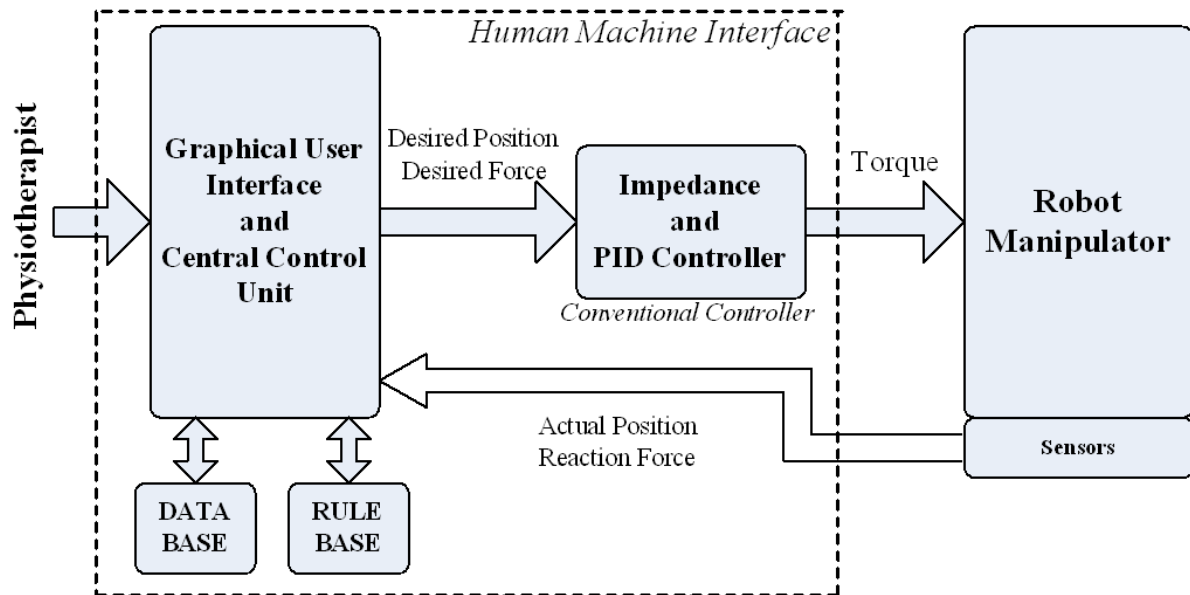 Human Machine Interface
Physiotherapist
Graphical User
Interface
and
Central Control
Unit
Desired Position
Desired Force
Impedance
and
PID Controller
Conventional Controller
Torque
Robot
Manipulator
Sensors
Actual Position
Reaction Force
DATA
BASE
RULE
BASE